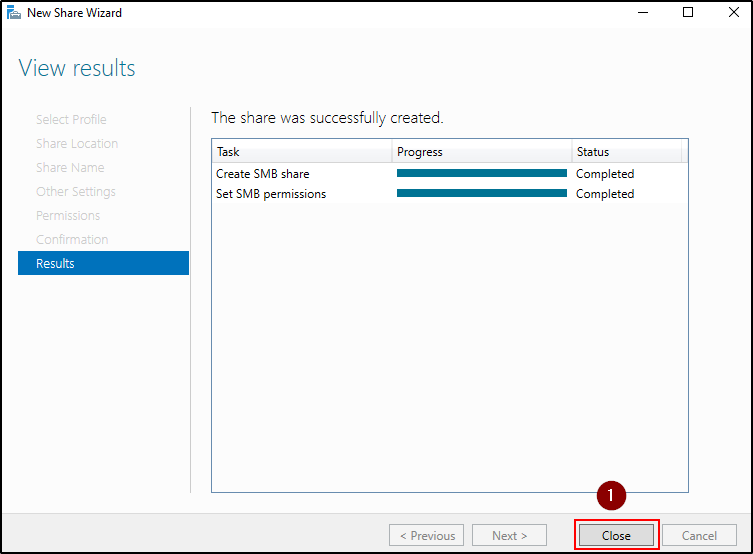 New Share Wizard
View results
Select Profile
Share Location
Share Name
Other Settings
Permissions
Confirmation
Results
The share was successfully created.
Task Progress Status
Create SMB share Completed
Set SMB permissions Completed
1
< Previous Next > Close Cancel